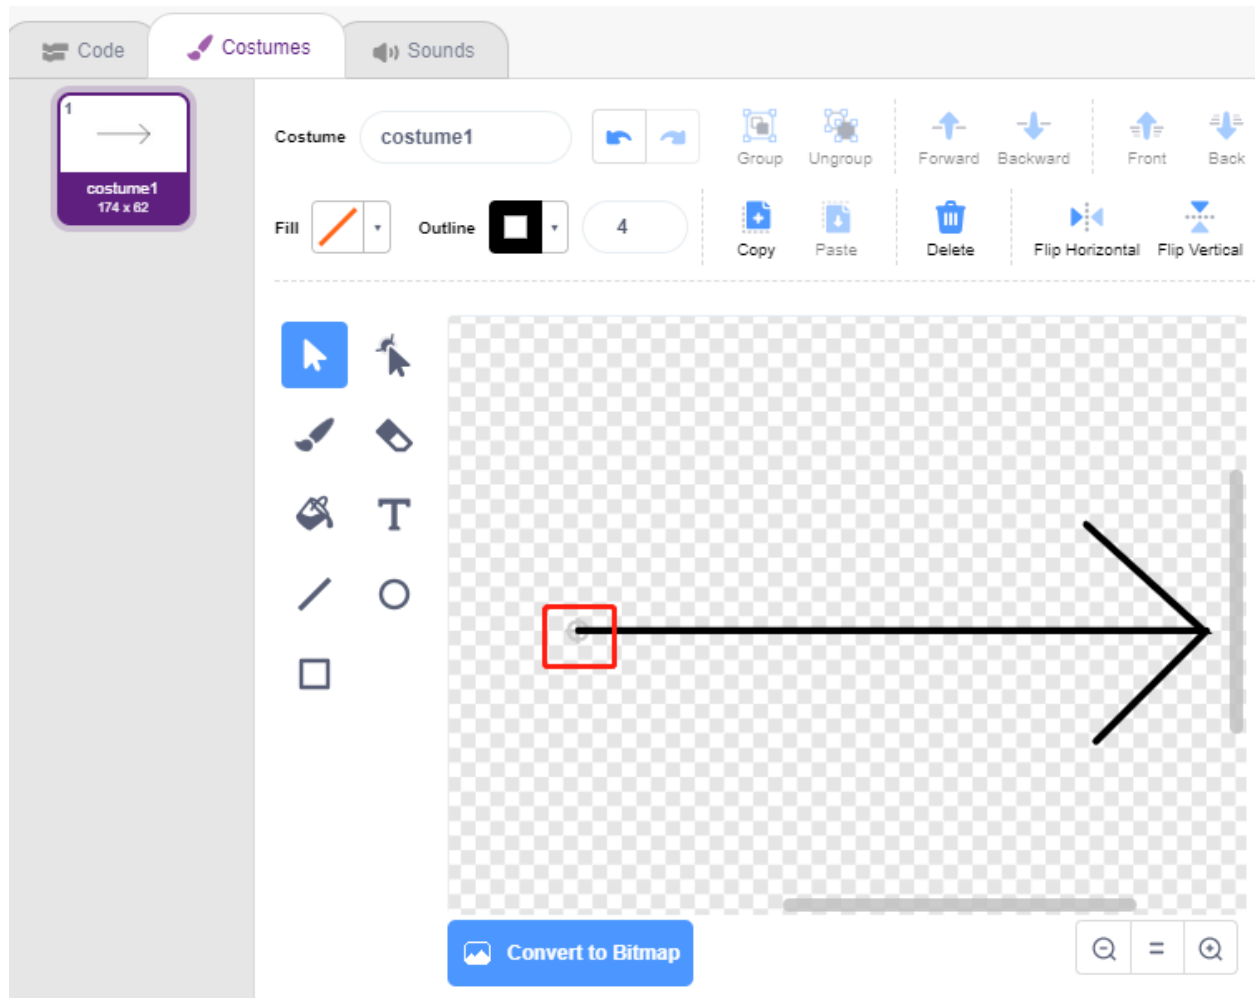 Code
Costumes
Sounds
1
costume1
174 x 62
Costume
costume1
Group
Ungroup
Forward
Backward
Front
Back
Fill
Outline
4
Copy
Paste
Delete
Flip Horizontal
Flip Vertical
T
Convert to Bitmap